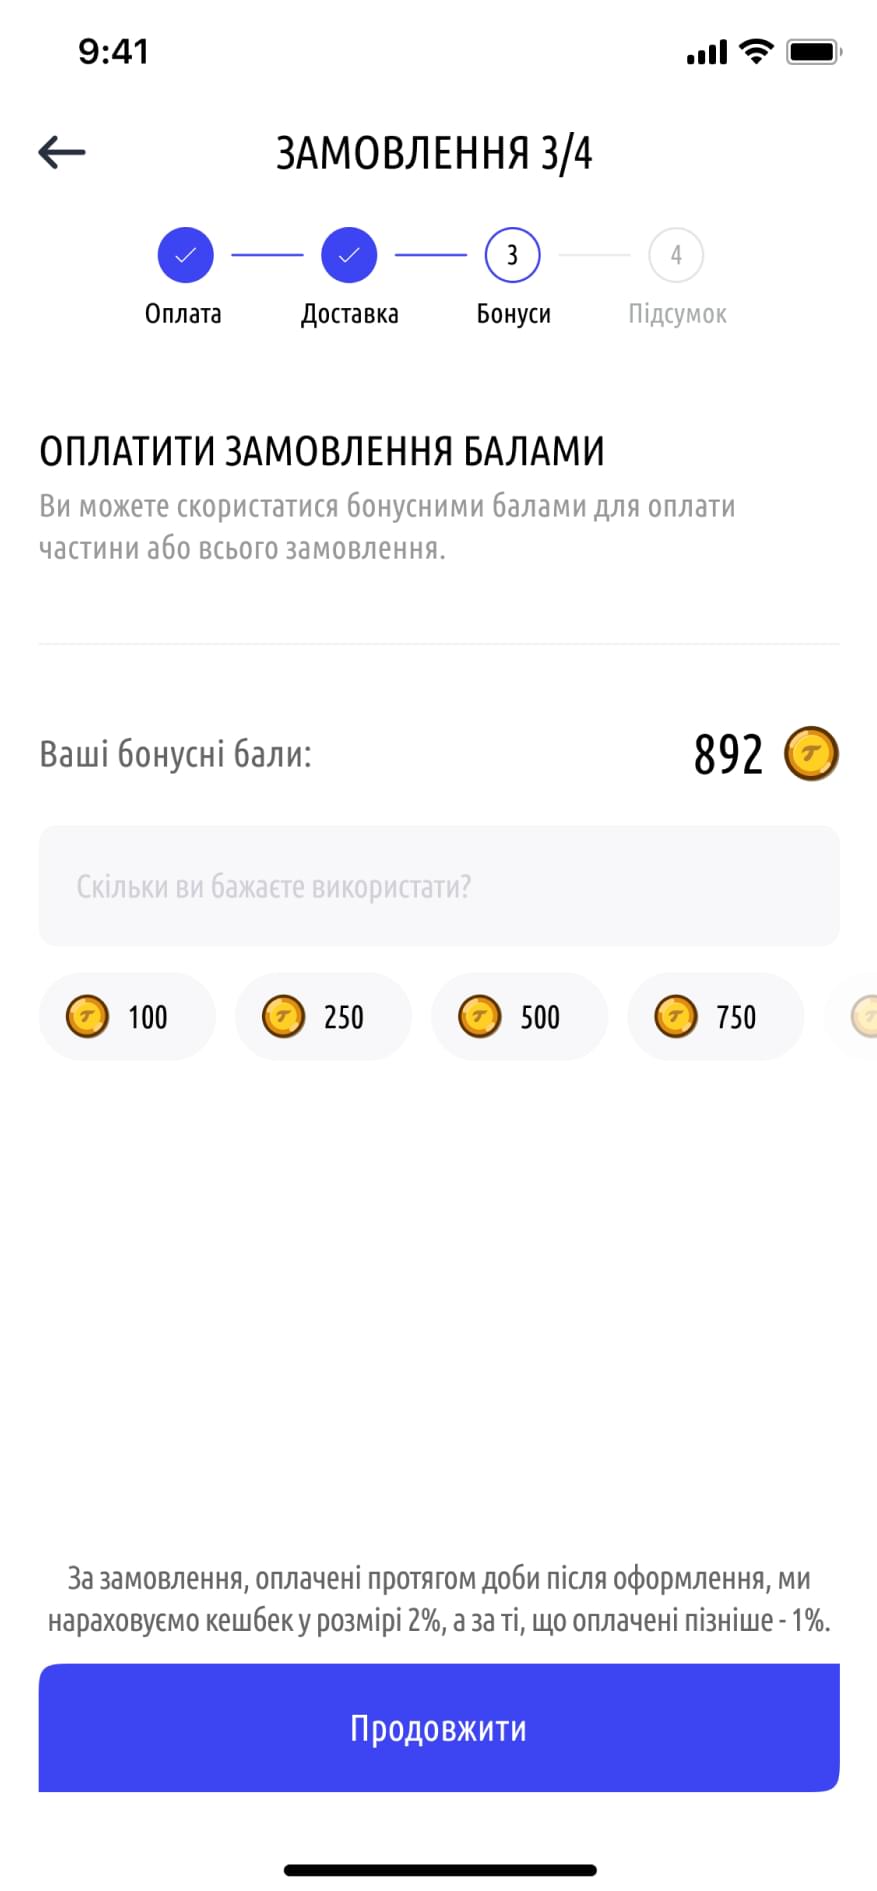 9:41
ЗАМОВЛЕННЯ 3/4
3
4
Оплата
Доставка
Бонуси
Підсумок
ОПЛАТИТИ ЗАМОВЛЕННЯ БАЛАМИ
Ви можете скористатися бонусними балами для оплати
частини або всього замовлення.
Ваші бонусні бали:
892
Скільки ви бажаєте використати?
100
250
500
750
За замовлення, оплачені протягом доби після оформлення, ми
нараховуємо кешбек у розмірі 2%, а за ті, що оплачені пізніше - 1%.
Продовжити